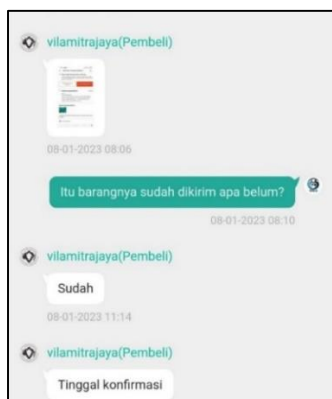 vilamitrajaya(Pembeli)
08-01-2023 08:06
Itu barangnya sudah dikirim apa belum?
08-01-2023 08:10
vilamitrajaya(Pembeli)
Sudah
08-01-2023 11:14
vilamitrajaya(Pembeli)
Tinggal konfirmasi